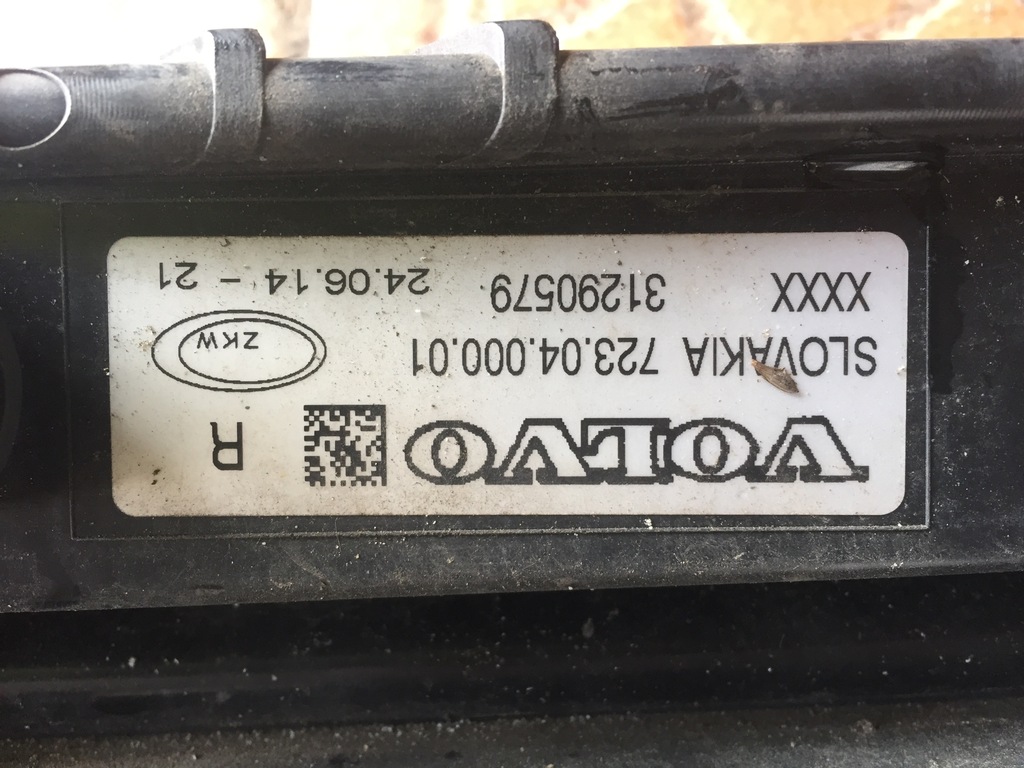 VOLVO R
SLOVAKIA 723.04.000.01 ZKW
XXXX 31290579 24.06.14 - 21